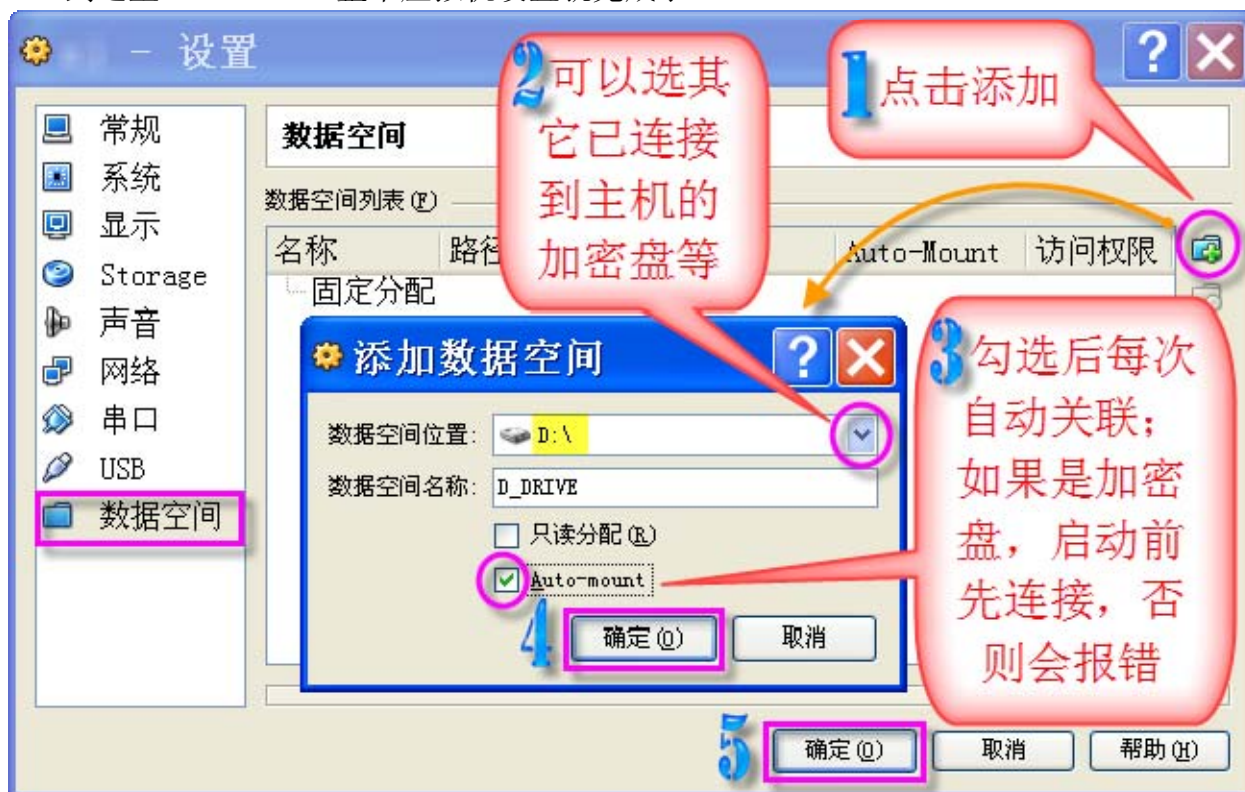 - 设置
2可以选其
它已连接
到主机的
加密盘等
1点击添加
常规
系统
显示
Storage
声音
网络
串口
USB
数据空间
数据空间
数据空间列表(F)
名称
Auto-Mount
访问权限
固定分配
添加数据空间
数据空间位置:
D:\
数据空间名称:
D_DRIVE
只读分配(R)
Auto-mount
4
确定(O)
取消
3勾选后每次
自动关联;
如果是加密
盘,启动前
先连接,否
则会报错
5
确定(O)
取消
帮助(H)